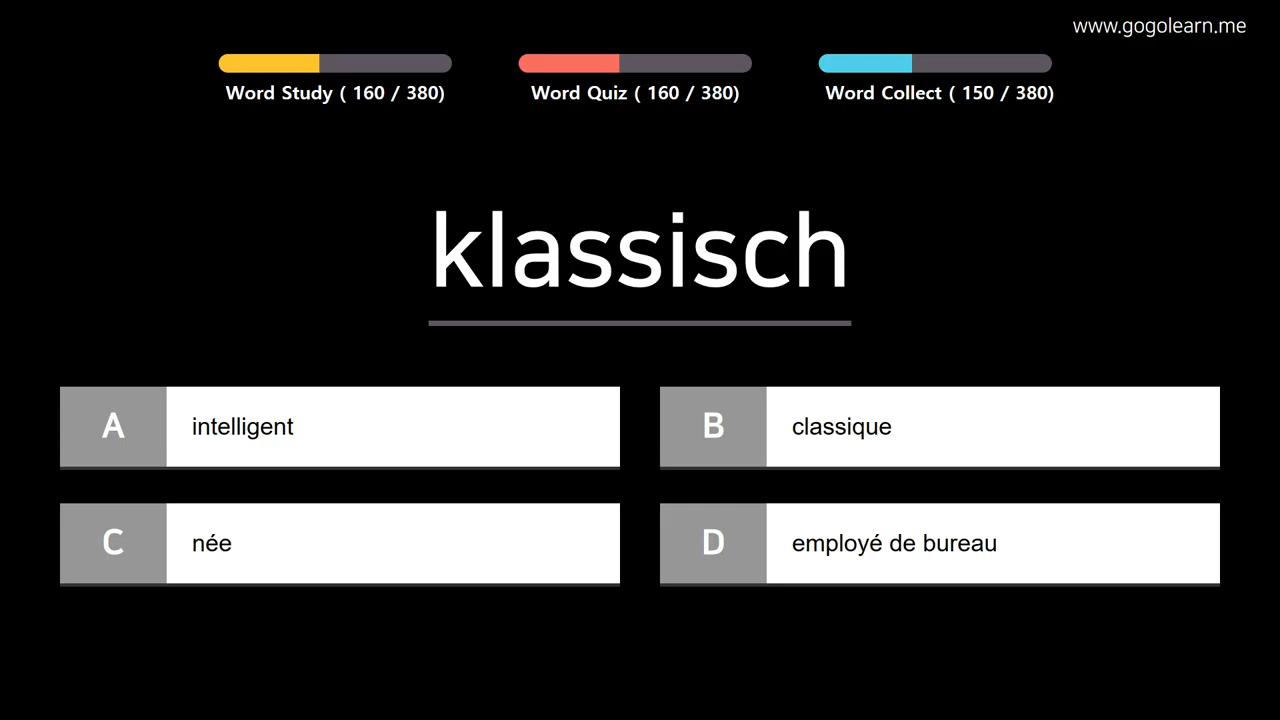 www.gogolearn.me
Word Study ( 160 / 380)
Word Quiz ( 160 / 380)
Word Collect ( 150 / 380)
klassisch
A
intelligent
B
classique
C
née
D
employé de bureau